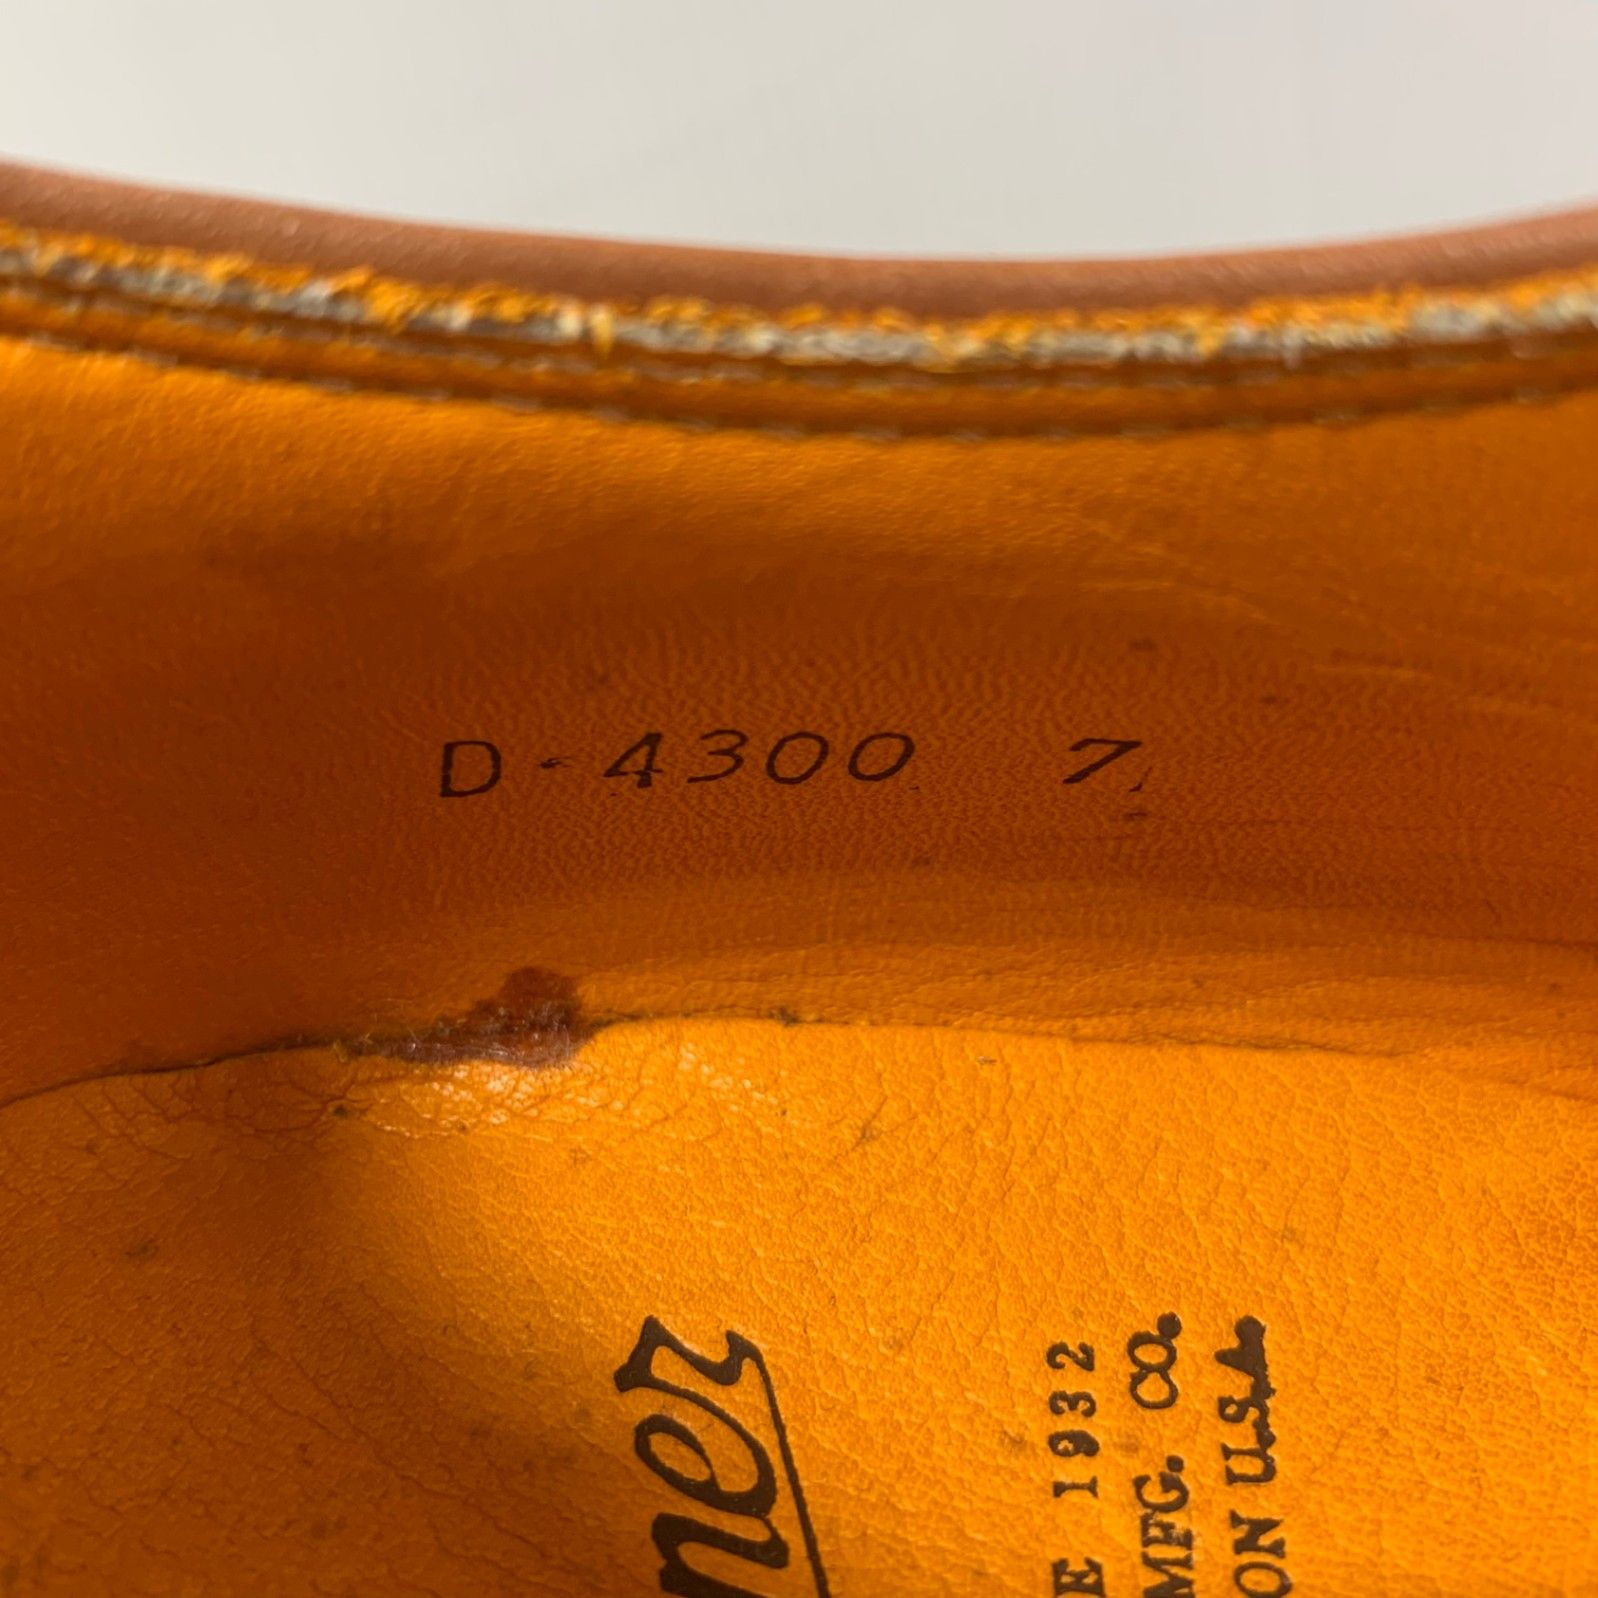 D-4300 7
ner
E 1932
MFG. CO.
ON U.S.A